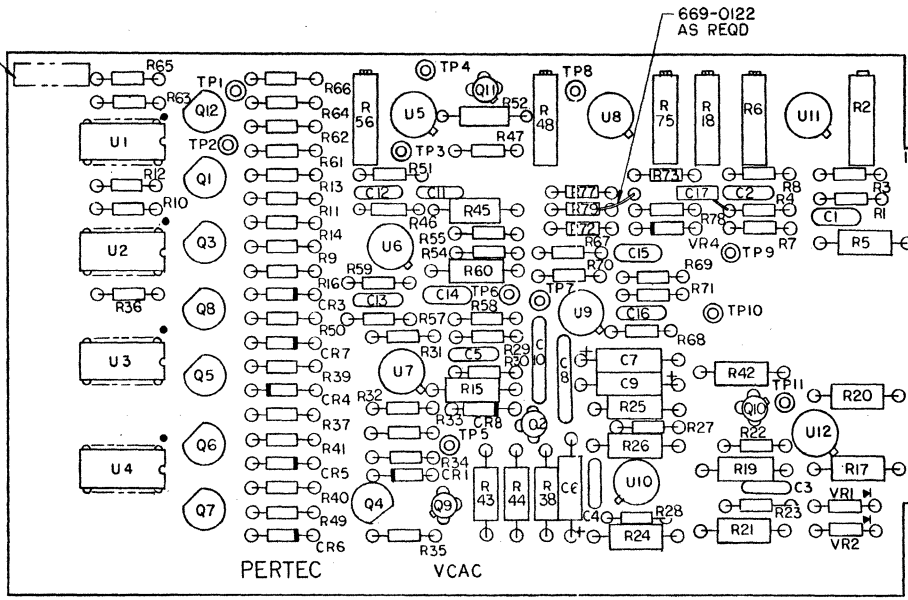 669-0122
AS REQD
R65
TP1
R66
TP4
Q11
TP8
R63
Q12
R64
R56
U5
R52
R48
U8
R75
R18
R6
U11
R2
U1
TP2
R62
TP3
R47
R61
R51
R12
Q1
R13
C12
C11
R77
R73
C17
C2
R8
R3
R10
R11
R46
R45
R79
R78
R4
C1
R1
U2
Q3
R14
U6
R55
R72
VR4
R7
R5
R9
R54
R67
C15
TP9
R59
R60
R70
R69
R16
TP6
TP7
R36
Q8
CR3
C13
C14
R71
R58
U9
C16
TP10
R50
R57
R68
U3
CR7
R31
R29
C10
C8
C7
Q5
R39
U7
C5
R30
R42
CR4
R15
C9
TP11
R32
R20
R37
R33
CR8
R25
Q10
Q2
R27
R22
U12
Q6
R41
TP5
R26
U4
R34
CR5
CR1
R43
R44
R38
C6
U10
R19
R17
R40
C4
C3
VR1
Q7
Q4
Q9
R49
R28
R23
R24
R21
VR2
CR6
R35
PERTEC
VCAC